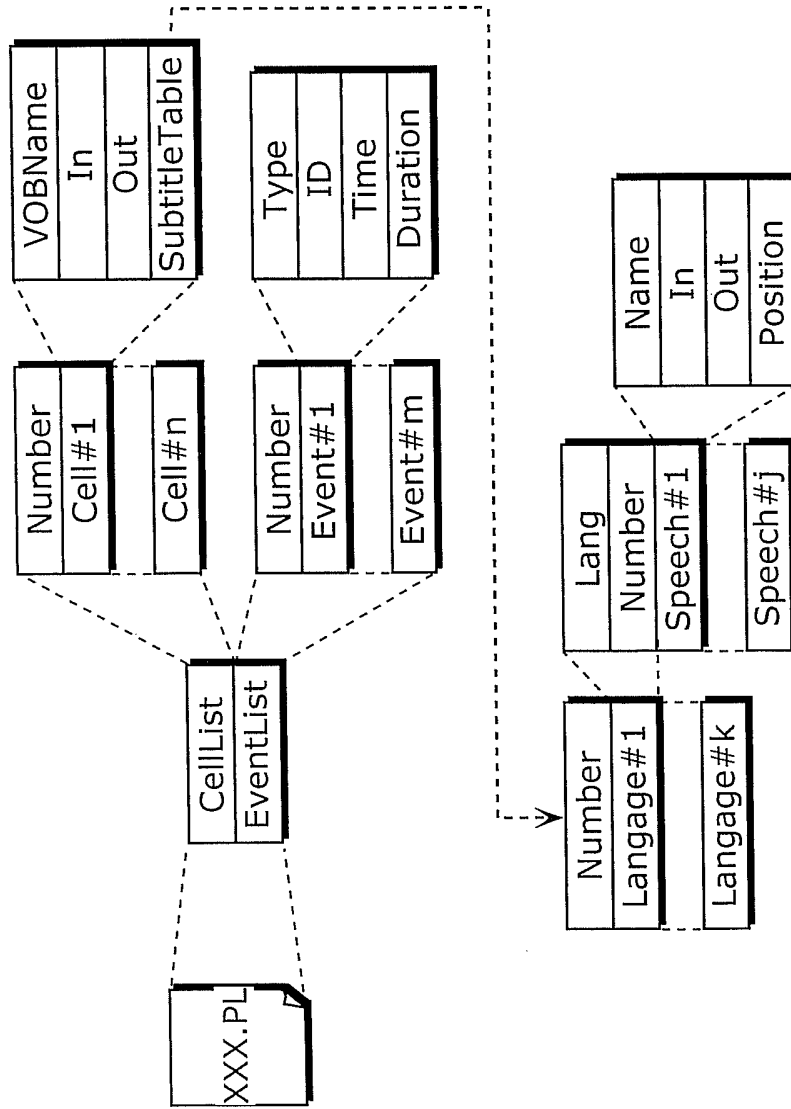 XXX.PL
CellList
EventList
Number
Cell#1
Cell#n
VOBName
In
Out
SubtitleTable
Number
Event#1
Event#m
Type
ID
Time
Duration
Number
Langage#1
Langage#k
Lang
Number
Speech#1
Speech#j
Name
In
Out
Position